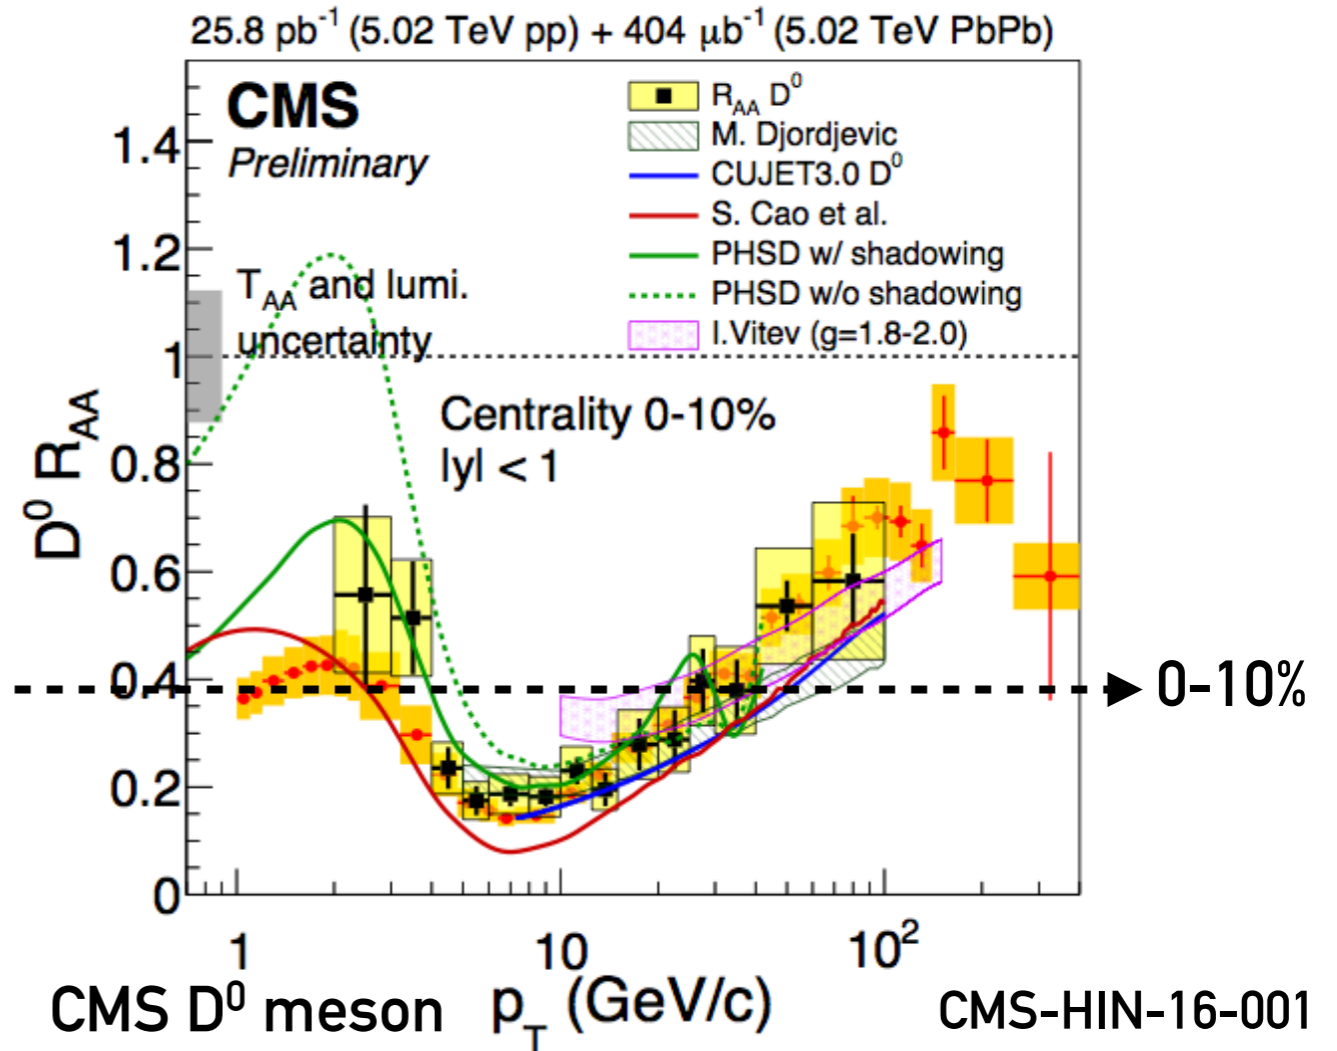 25.8 pb⁻¹ (5.02 TeV pp) + 404 μb⁻¹ (5.02 TeV PbPb)
CMS
Preliminary
R_AA D⁰
M. Djordjevic
CUJET3.0 D⁰
S. Cao et al.
PHSD w/ shadowing
PHSD w/o shadowing
I.Vitev (g=1.8-2.0)
T_AA and lumi.
uncertainty
Centrality 0-10%
|y| < 1
D⁰ R_AA
1.4
1.2
1
0.8
0.6
0.4
0.2
0
0-10%
1 10 10²
CMS D⁰ meson p_T (GeV/c) CMS-HIN-16-001